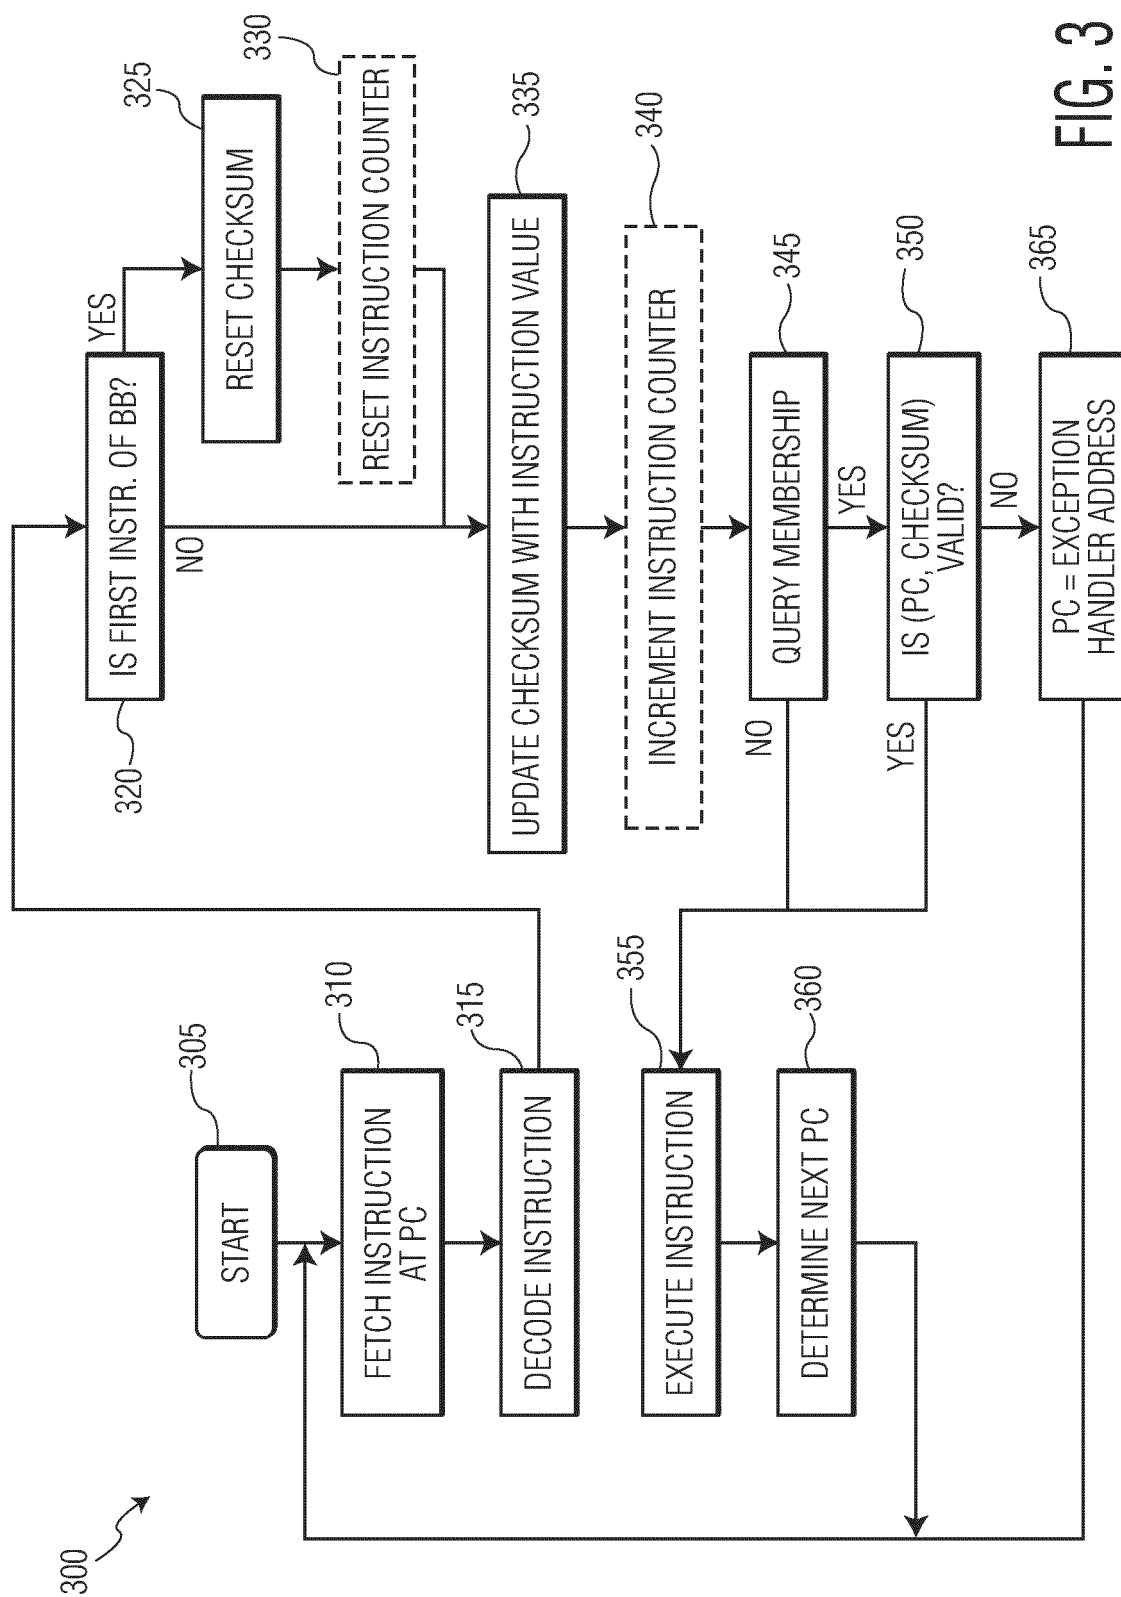 300
START
305
FETCH INSTRUCTION
AT PC
310
DECODE INSTRUCTION
315
EXECUTE INSTRUCTION
355
DETERMINE NEXT PC
360
320
IS FIRST INSTR. OF BB?
YES
NO
RESET CHECKSUM
325
RESET INSTRUCTION COUNTER
330
UPDATE CHECKSUM WITH INSTRUCTION VALUE
335
INCREMENT INSTRUCTION COUNTER
340
QUERY MEMBERSHIP
345
NO
YES
IS (PC, CHECKSUM)
VALID?
350
YES
NO
PC = EXCEPTION
HANDLER ADDRESS
365
FIG. 3